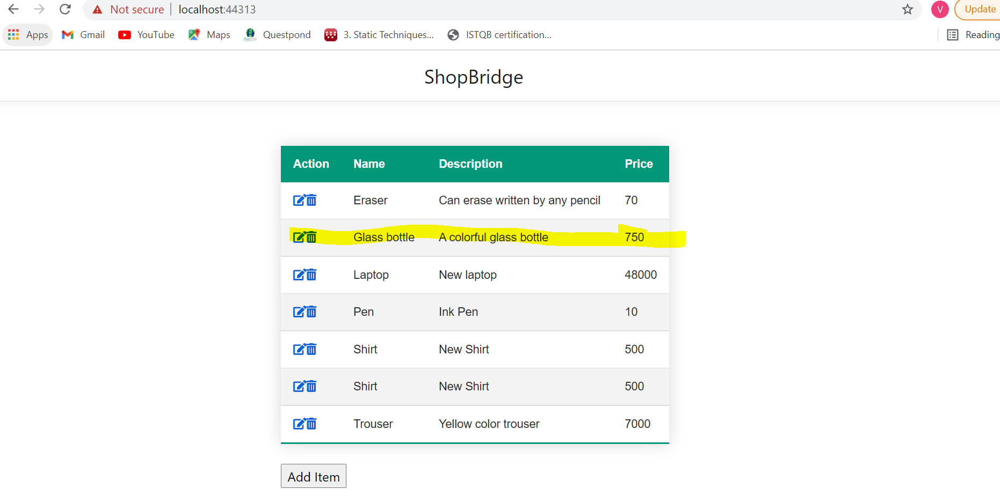 Not secure localhost:44313 V Update
Apps Gmail YouTube Maps Questpond 3. Static Techniques... ISTQB certification... Reading
ShopBridge
Action Name Description Price
Eraser Can erase written by any pencil 70
Glass bottle A colorful glass bottle 750
Laptop New laptop 48000
Pen Ink Pen 10
Shirt New Shirt 500
Shirt New Shirt 500
Trouser Yellow color trouser 7000
Add Item